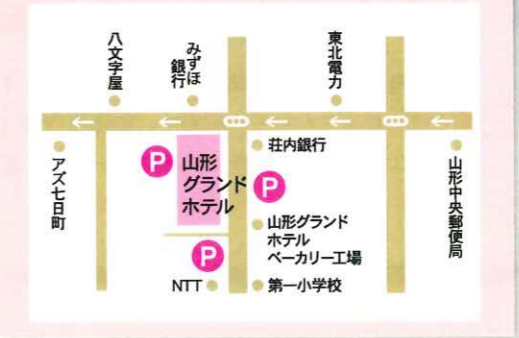 八文字屋
みずほ
銀行
東北電力
アズ七日町
P
山形
グランド
ホテル
P
荘内銀行
山形中央郵便局
山形グランド
ホテル
ベーカリー工場
P
NTT
第一小学校